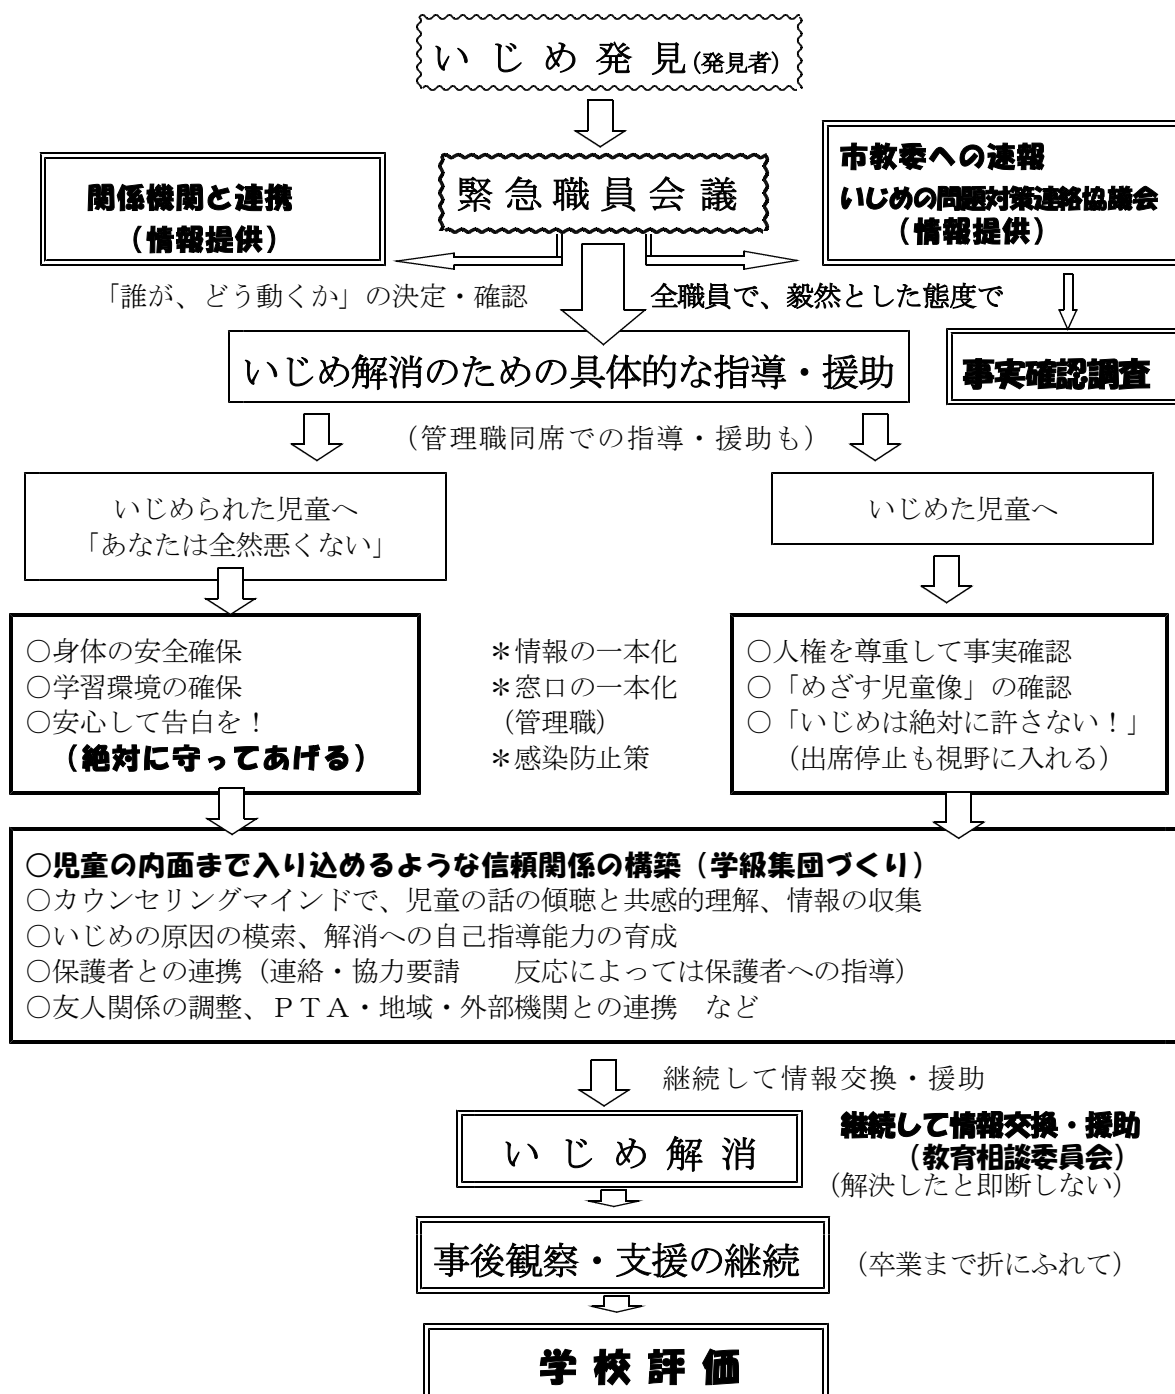 いじめ発見(発見者)
関係機関と連携
(情報提供)
緊急職員会議
市教委への速報
いじめの問題対策連絡協議会
(情報提供)
「誰が、どう動くか」の決定・確認
全職員で、毅然とした態度で
いじめ解消のための具体的な指導・援助
事実確認調査
(管理職同席での指導・援助も)
いじめられた児童へ
「あなたは全然悪くない」
いじめた児童へ
○身体の安全確保
○学習環境の確保
○安心して告白を!
(絶対に守ってあげる)
*情報の一本化
*窓口の一本化
(管理職)
*感染防止策
○人権を尊重して事実確認
○「めざす児童像」の確認
○「いじめは絶対に許さない!」
(出席停止も視野に入れる)
○児童の内面まで入り込めるような信頼関係の構築(学級集団づくり)
○カウンセリングマインドで、児童の話の傾聴と共感的理解、情報の収集
○いじめの原因の模索、解消への自己指導能力の育成
○保護者との連携(連絡・協力要請　反応によっては保護者への指導)
○友人関係の調整、PTA・地域・外部機関との連携　など
継続して情報交換・援助
いじめ解消
継続して情報交換・援助
(教育相談委員会)
(解決したと即断しない)
事後観察・支援の継続
(卒業まで折にふれて)
学校評価